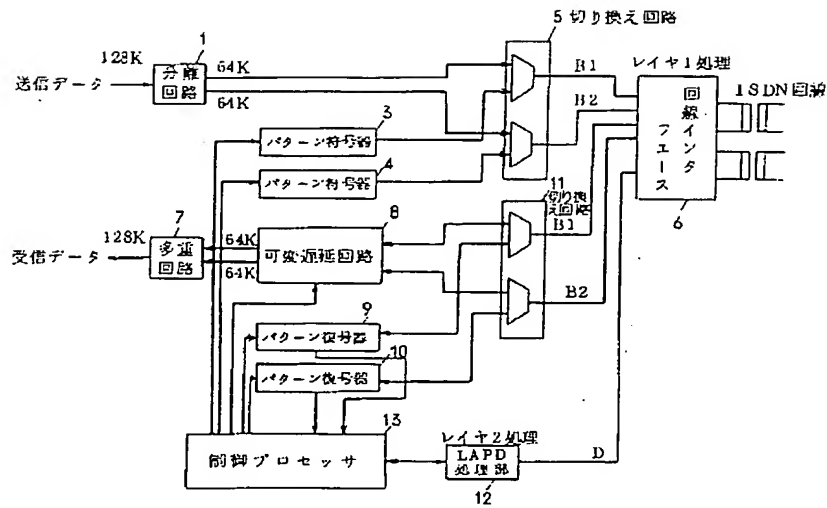 5 切り換え回路
128K
1
64K
送信データ
分離
回路
64K
B1
レイヤ1処理
ISDN回線
B2
回線インタフエース
6
3
パターン符号器
4
パターン符号器
11
切り換
え回路
7
8
128K
64K
受信データ
多重
回路
可変遅延回路
64K
B1
B2
9
パターン復号器
10
パターン復号器
13
制御プロセッサ
レイヤ2処理
LAPD
処理部
12
D